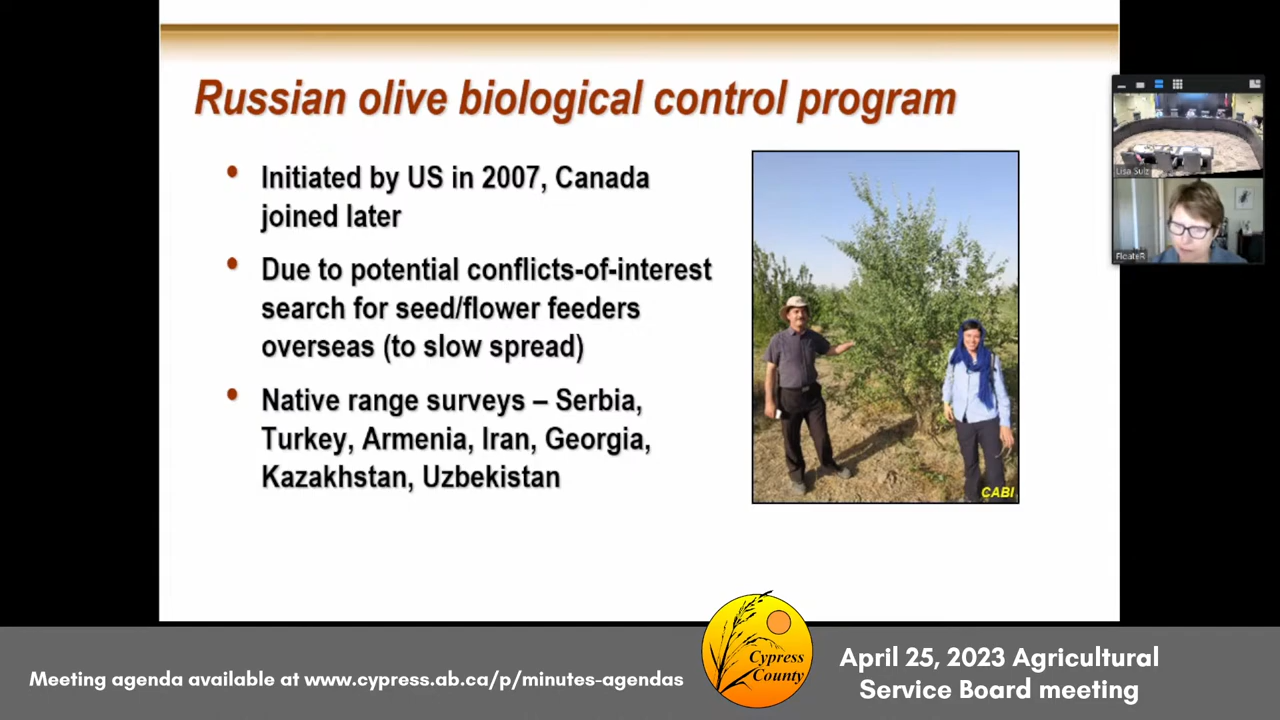 Russian olive biological control program
• Initiated by US in 2007, Canada
joined later
• Due to potential conflicts-of-interest
search for seed/flower feeders
overseas (to slow spread)
• Native range surveys – Serbia,
Turkey, Armenia, Iran, Georgia,
Kazakhstan, Uzbekistan
CABI
Lisa Sulz
FloateR
Meeting agenda available at www.cypress.ab.ca/p/minutes-agendas
Cypress
County
April 25, 2023 Agricultural
Service Board meeting